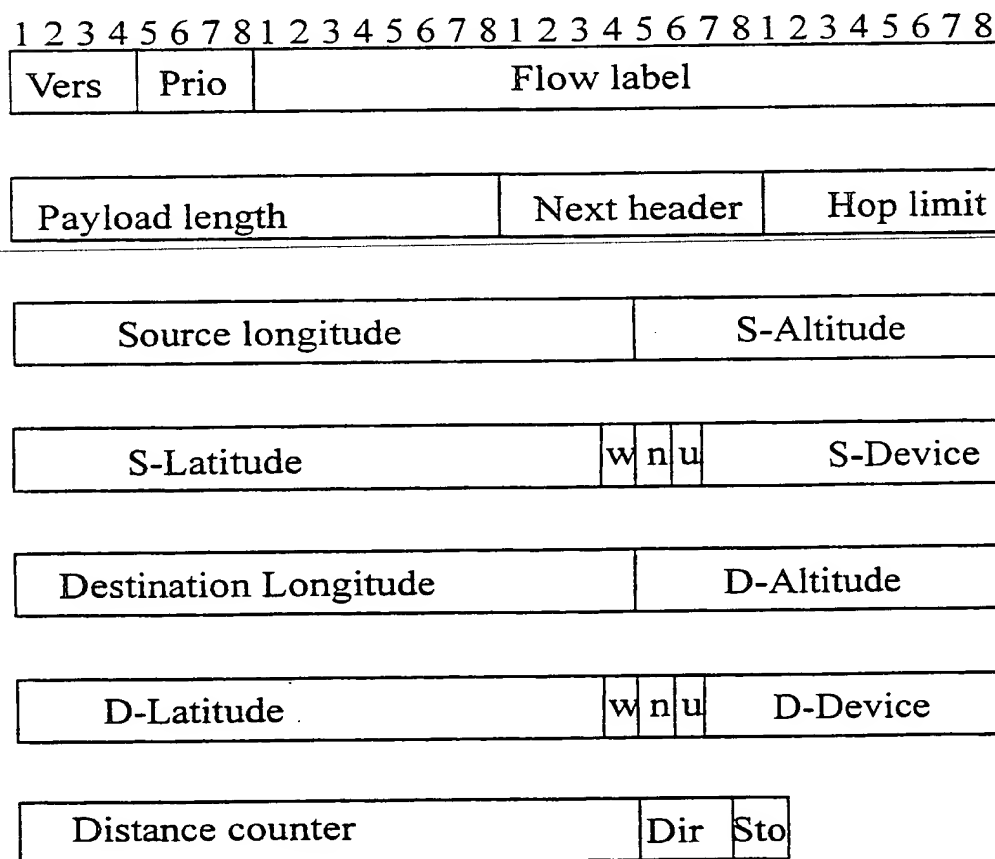 1 2 3 4 5 6 7 8 1 2 3 4 5 6 7 8 1 2 3 4 5 6 7 8 1 2 3 4 5 6 7 8
Vers Prio Flow label
Payload length Next header Hop limit
Source longitude S-Altitude
S-Latitude w n u S-Device
Destination Longitude D-Altitude
D-Latitude w n u D-Device
Distance counter Dir Sto